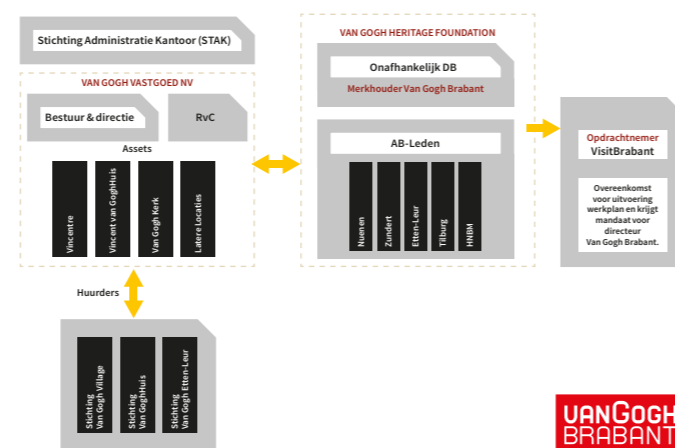 Stichting Administratie Kantoor (STAK)
VAN GOGH VASTGOED NV
Bestuur & directie
RvC
Assets
Vincentre
Vincent van GoghHuis
Van Gogh Kerk
Latere Locaties
Huurders
Stichting
Van Gogh Village
Stichting
Van GoghHuis
Stichting
Van Gogh Etten-Leur
VAN GOGH HERITAGE FOUNDATION
Onafhankelijk DB
Merkhouder Van Gogh Brabant
AB-Leden
Nuenen
Zundert
Etten-Leur
Tilburg
HNBM
Opdrachtnemer
VisitBrabant
Overeenkomst
voor uitvoering
werkplan en krijgt
mandaat voor
directeur
Van Gogh Brabant.
VANGOGH
BRABANT